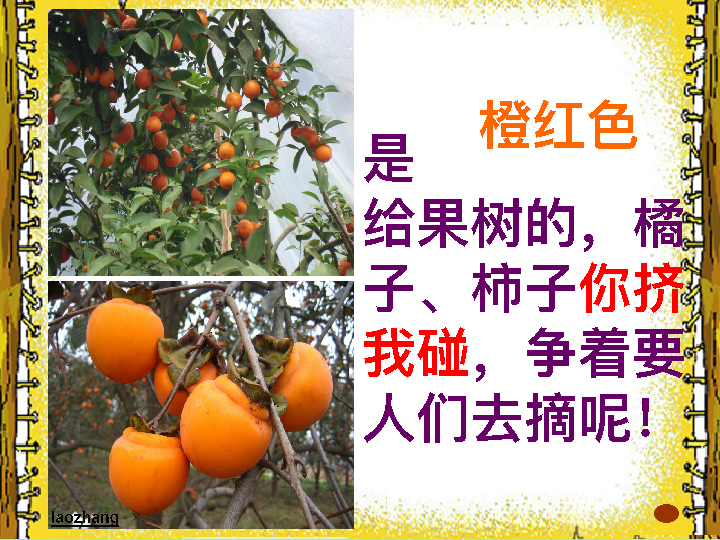 橙红色
是
给果树的，橘
子、柿子你挤
我碰，争着要
人们去摘呢！
laozhang